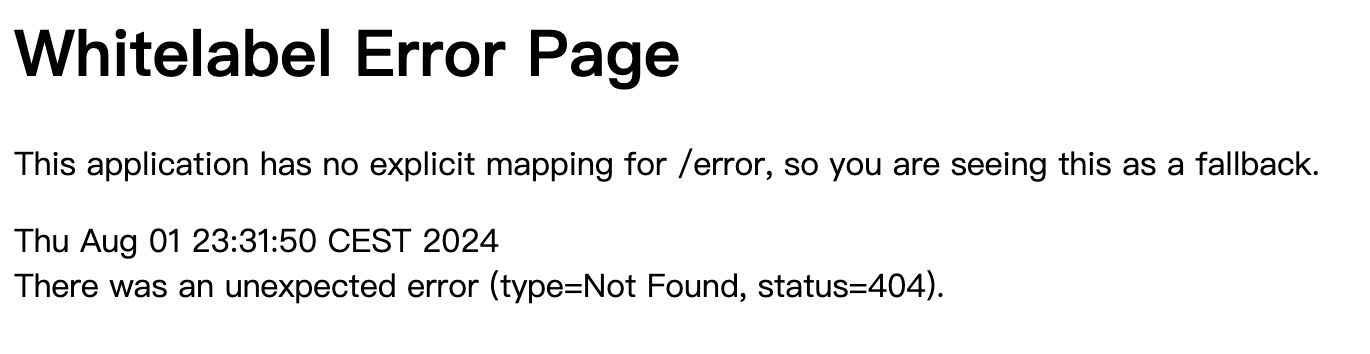 Whitelabel Error Page
This application has no explicit mapping for /error, so you are seeing this as a fallback.
Thu Aug 01 23:31:50 CEST 2024
There was an unexpected error (type=Not Found, status=404).